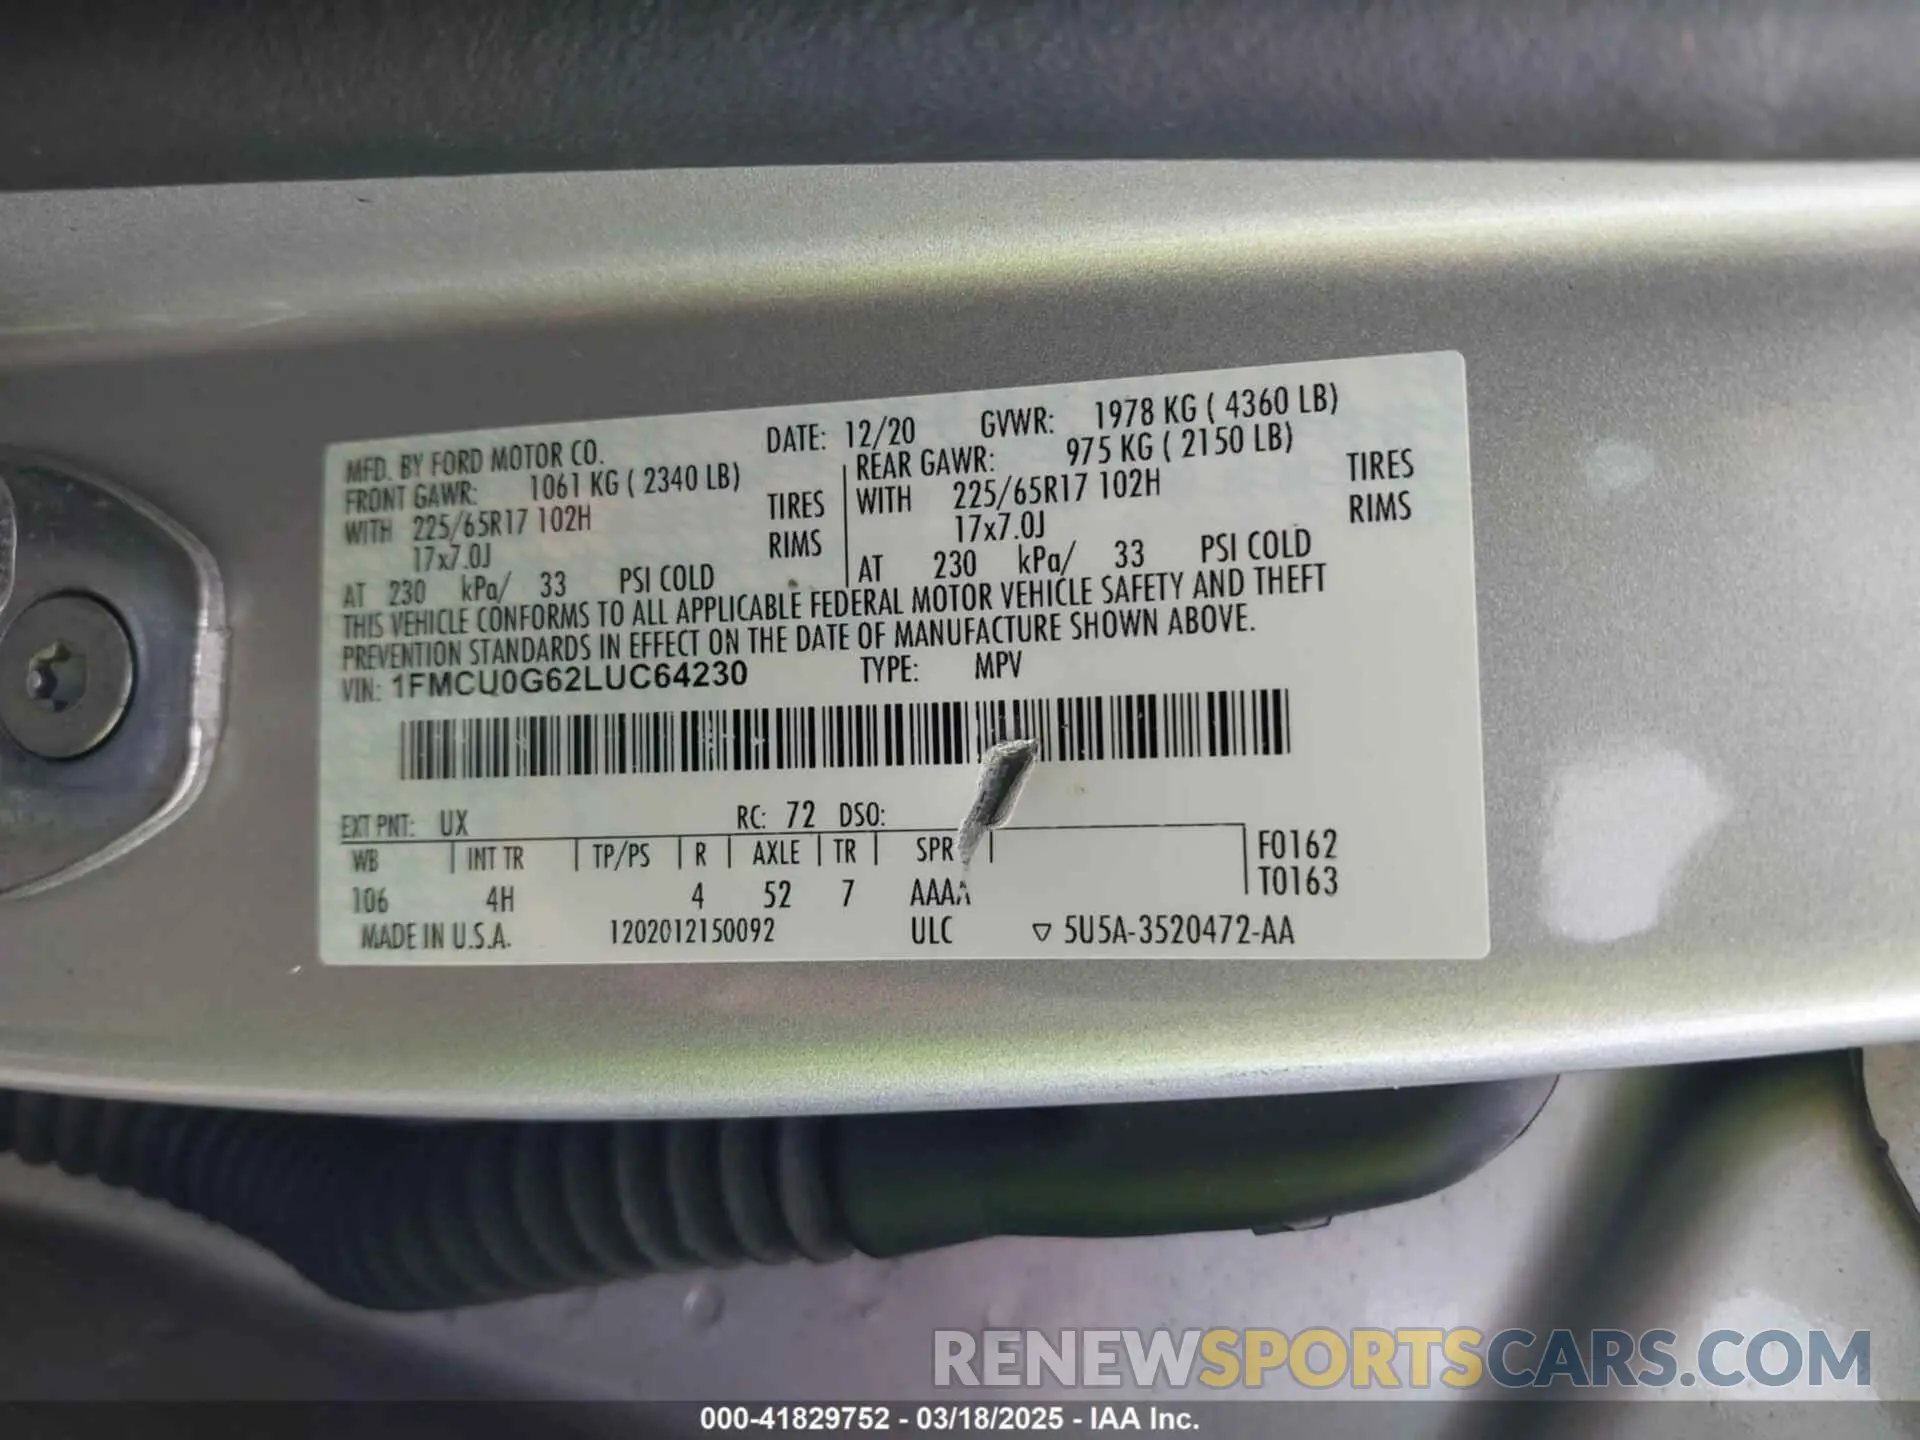 MFD. BY FORD MOTOR CO. DATE: 12/20 GVWR: 1978 KG ( 4360 LB)
FRONT GAWR: 1061 KG ( 2340 LB) REAR GAWR: 975 KG ( 2150 LB)
WITH 225/65R17 102H TIRES WITH 225/65R17 102H TIRES
17x7.0J RIMS 17x7.0J RIMS
AT 230 kPa/ 33 PSI COLD AT 230 kPa/ 33 PSI COLD
THIS VEHICLE CONFORMS TO ALL APPLICABLE FEDERAL MOTOR VEHICLE SAFETY AND THEFT
PREVENTION STANDARDS IN EFFECT ON THE DATE OF MANUFACTURE SHOWN ABOVE.
VIN: 1FMCU0G62LUC64230 TYPE: MPV
EXT PNT: UX RC: 72 DSO:
WB INT TR TP/PS R AXLE TR SPR F0162
106 4H 4 52 7 AAAA T0163
MADE IN U.S.A. 1202012150092 ULC ▽ 5U5A-3520472-AA
RENEWSPORTSCARS.COM
000-41829752 - 03/18/2025 - IAA Inc.